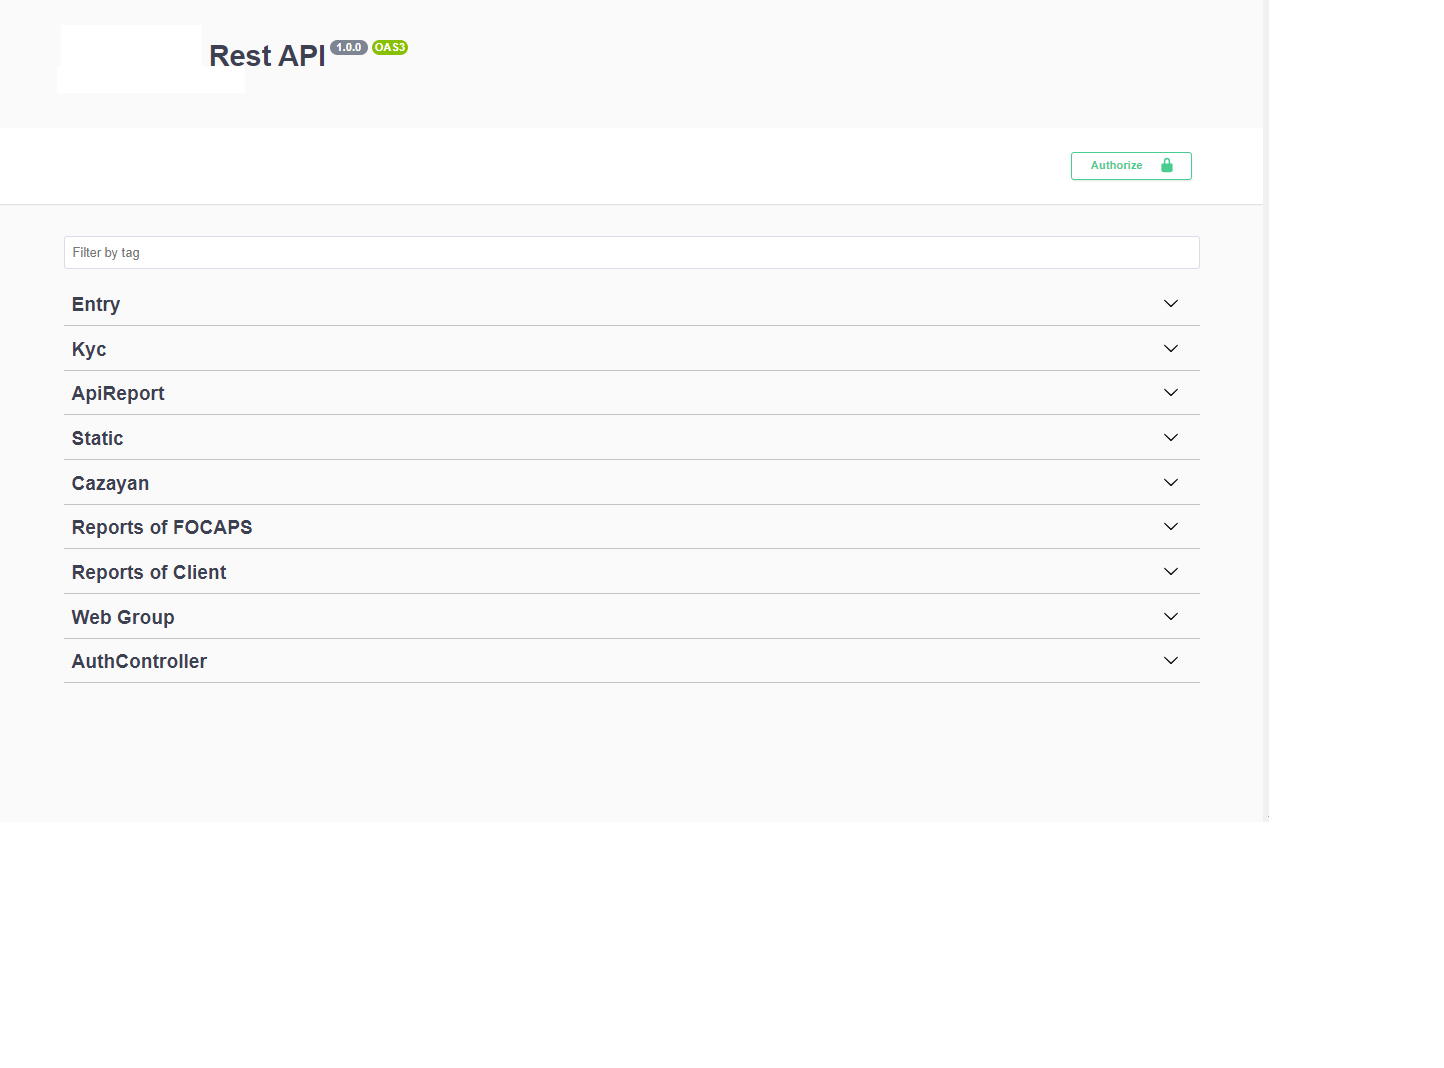 Rest API 1.0.0 OAS3
Authorize
Filter by tag
Entry
Kyc
ApiReport
Static
Cazayan
Reports of FOCAPS
Reports of Client
Web Group
AuthController